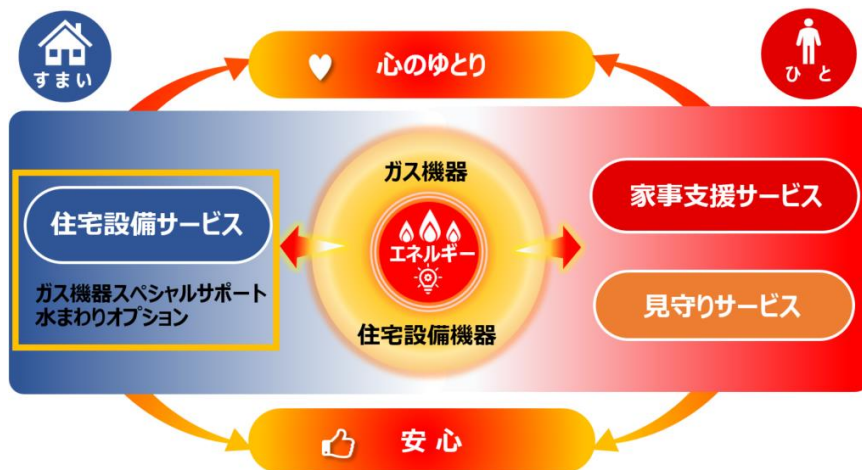 すまい
心のゆとり
ひと
ガス機器
住宅設備サービス
エネルギー
家事支援サービス
ガス機器スペシャルサポート
水まわりオプション
見守りサービス
住宅設備機器
安心